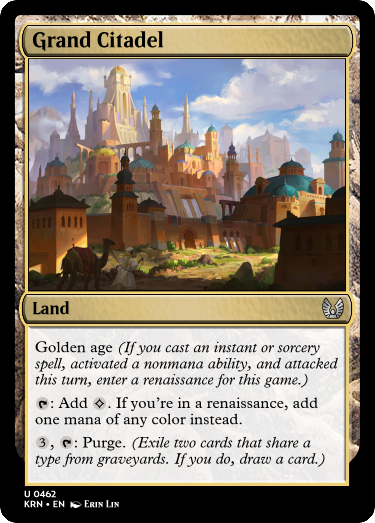 Grand Citadel
Land
Golden age (If you cast an instant or sorcery
spell, activated a nonmana ability, and attacked
this turn, enter a renaissance for this game.)
: Add . If you're in a renaissance, add
one mana of any color instead.
3, : Purge. (Exile two cards that share a
type from graveyards. If you do, draw a card.)
U 0462
KRN • EN Erin Lin